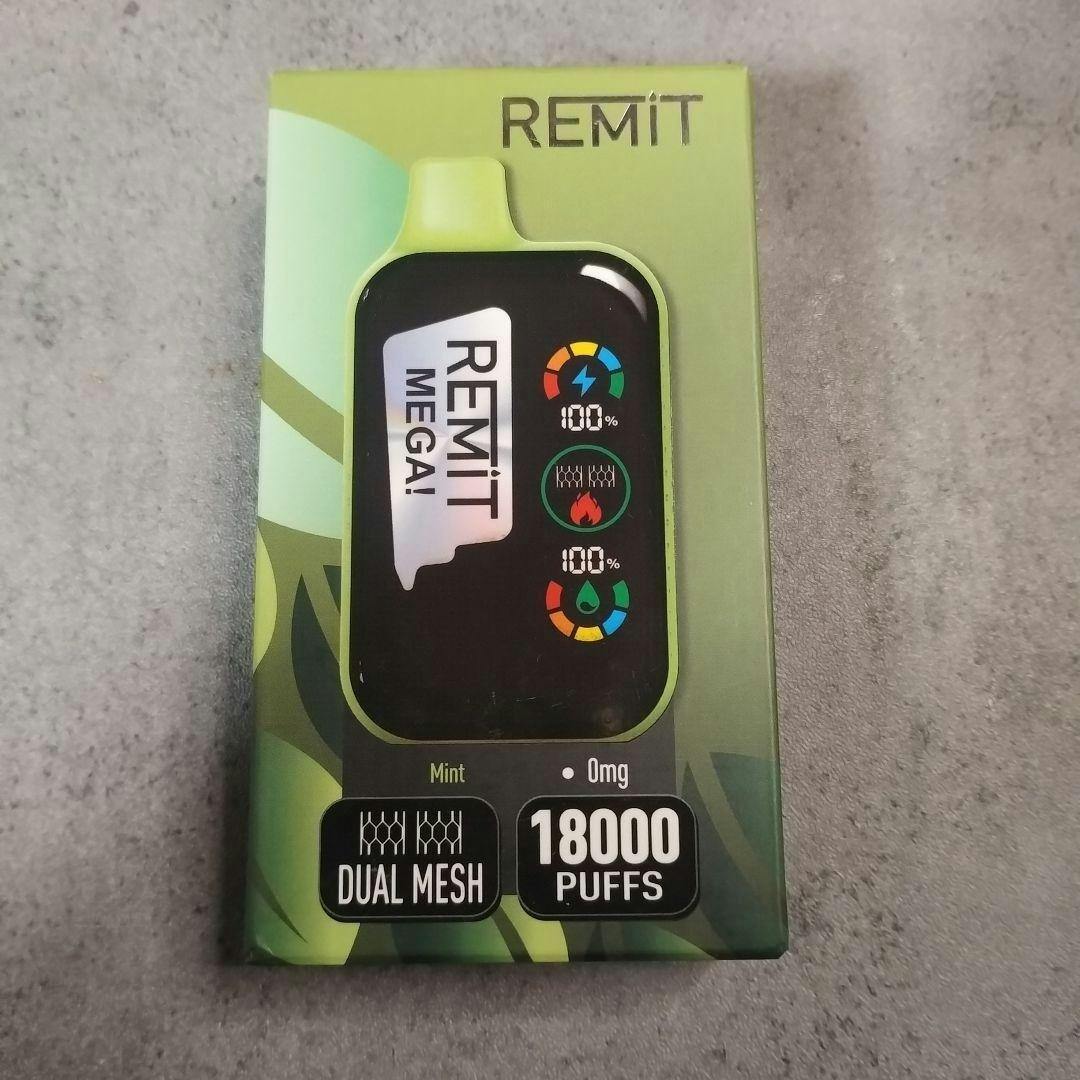 REMiT
REMiT
MEGA!
100%
100%
Mint
• 0mg
DUAL MESH
18000
PUFFS